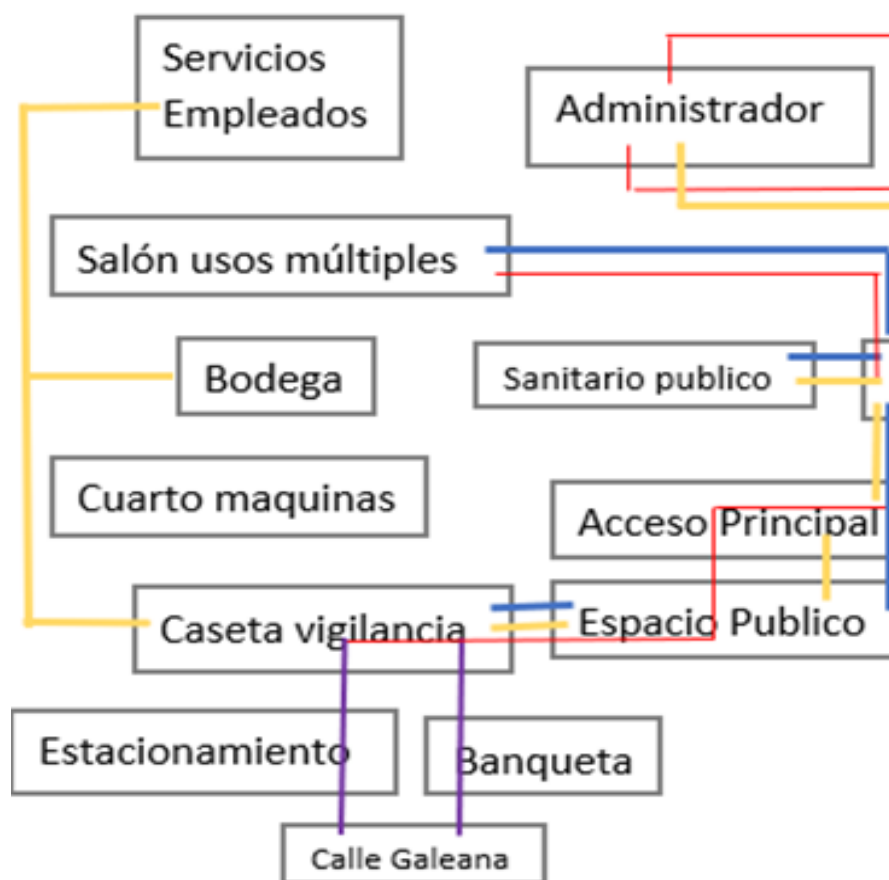 Servicios
Empleados
Administrador
Salón usos múltiples
Bodega
Sanitario publico
Cuarto maquinas
Acceso Principal
Caseta vigilancia
Espacio Publico
Estacionamiento
Banqueta
Calle Galeana